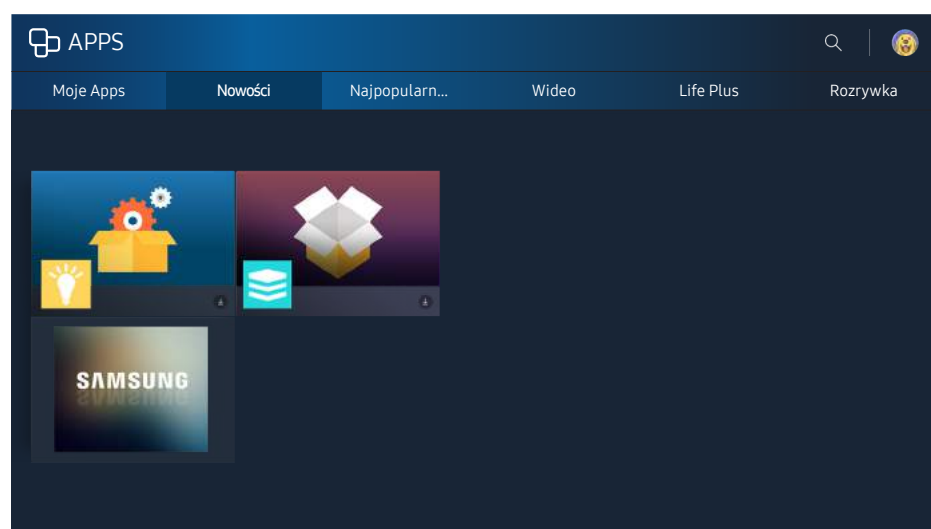 APPS
Moje Apps
Nowości
Najpopularn...
Wideo
Life Plus
Rozrywka
SAMSUNG